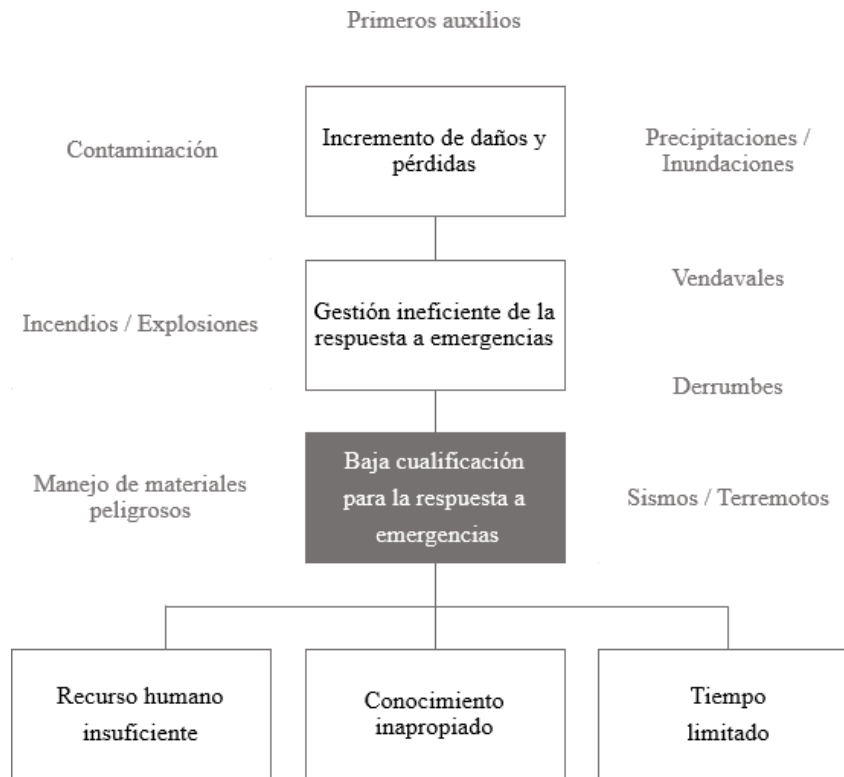 Primeros auxilios
Contaminación
Incremento de daños y
pérdidas
Precipitaciones /
Inundaciones
Incendios / Explosiones
Gestión ineficiente de la
respuesta a emergencias
Vendavales
Derrumbes
Manejo de materiales
peligrosos
Baja cualificación
para la respuesta a
emergencias
Sismos / Terremotos
Recurso humano
insuficiente
Conocimiento
inapropiado
Tiempo
limitado